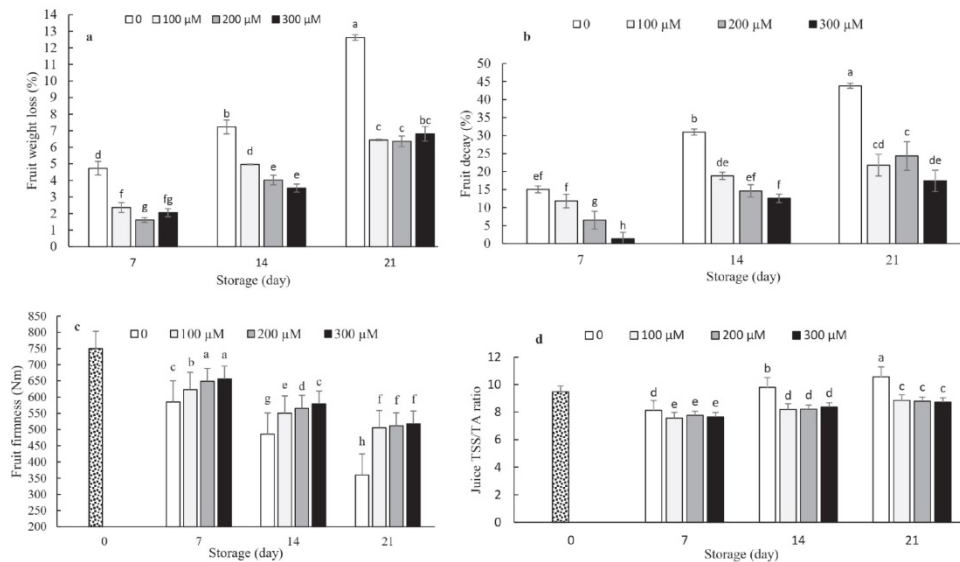 a
0 100 µM 200 µM 300 µM
Fruit weight loss (%)
14
13
12
11
10
9
8
7
6
5
4
3
2
1
0
d f g fg
b d e e
a c c bc
7 14 21
Storage (day)
b
0 100 µM 200 µM 300 µM
Fruit decay (%)
50
45
40
35
30
25
20
15
10
5
0
ef f g h
b de ef f
a cd c de
7 14 21
Storage (day)
c
0 100 µM 200 µM 300 µM
Fruit firmness (Nm)
850
800
750
700
650
600
550
500
450
400
350
300
250
200
c b a a
g e d c
h f f f
0 7 14 21
Storage (day)
d
0 100 µM 200 µM 300 µM
Juice TSS/TA ratio
12
10
8
6
4
2
0
d e e e
b d d d
a c c c
0 7 14 21
Storage (day)